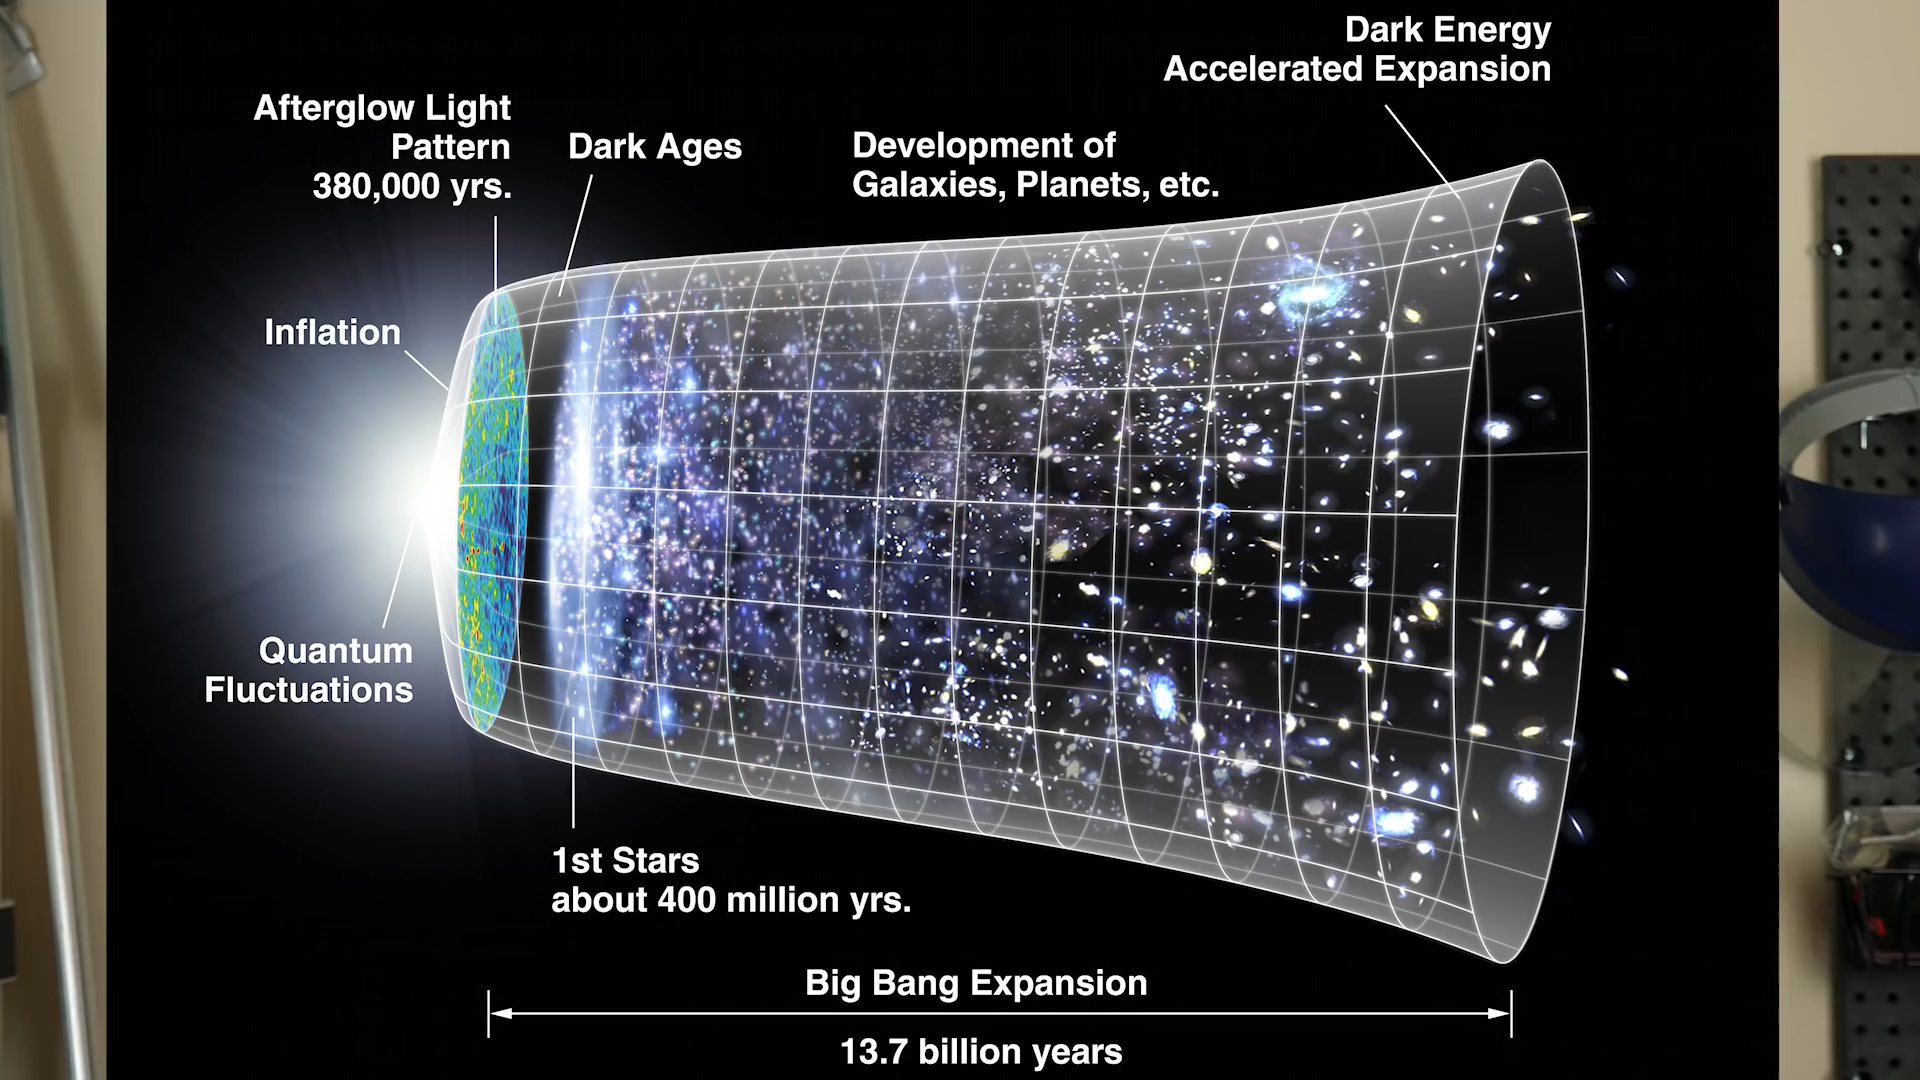 Dark Energy
Accelerated Expansion
Afterglow Light
Pattern
380,000 yrs.
Dark Ages
Development of
Galaxies, Planets, etc.
Inflation
Quantum
Fluctuations
1st Stars
about 400 million yrs.
Big Bang Expansion
13.7 billion years